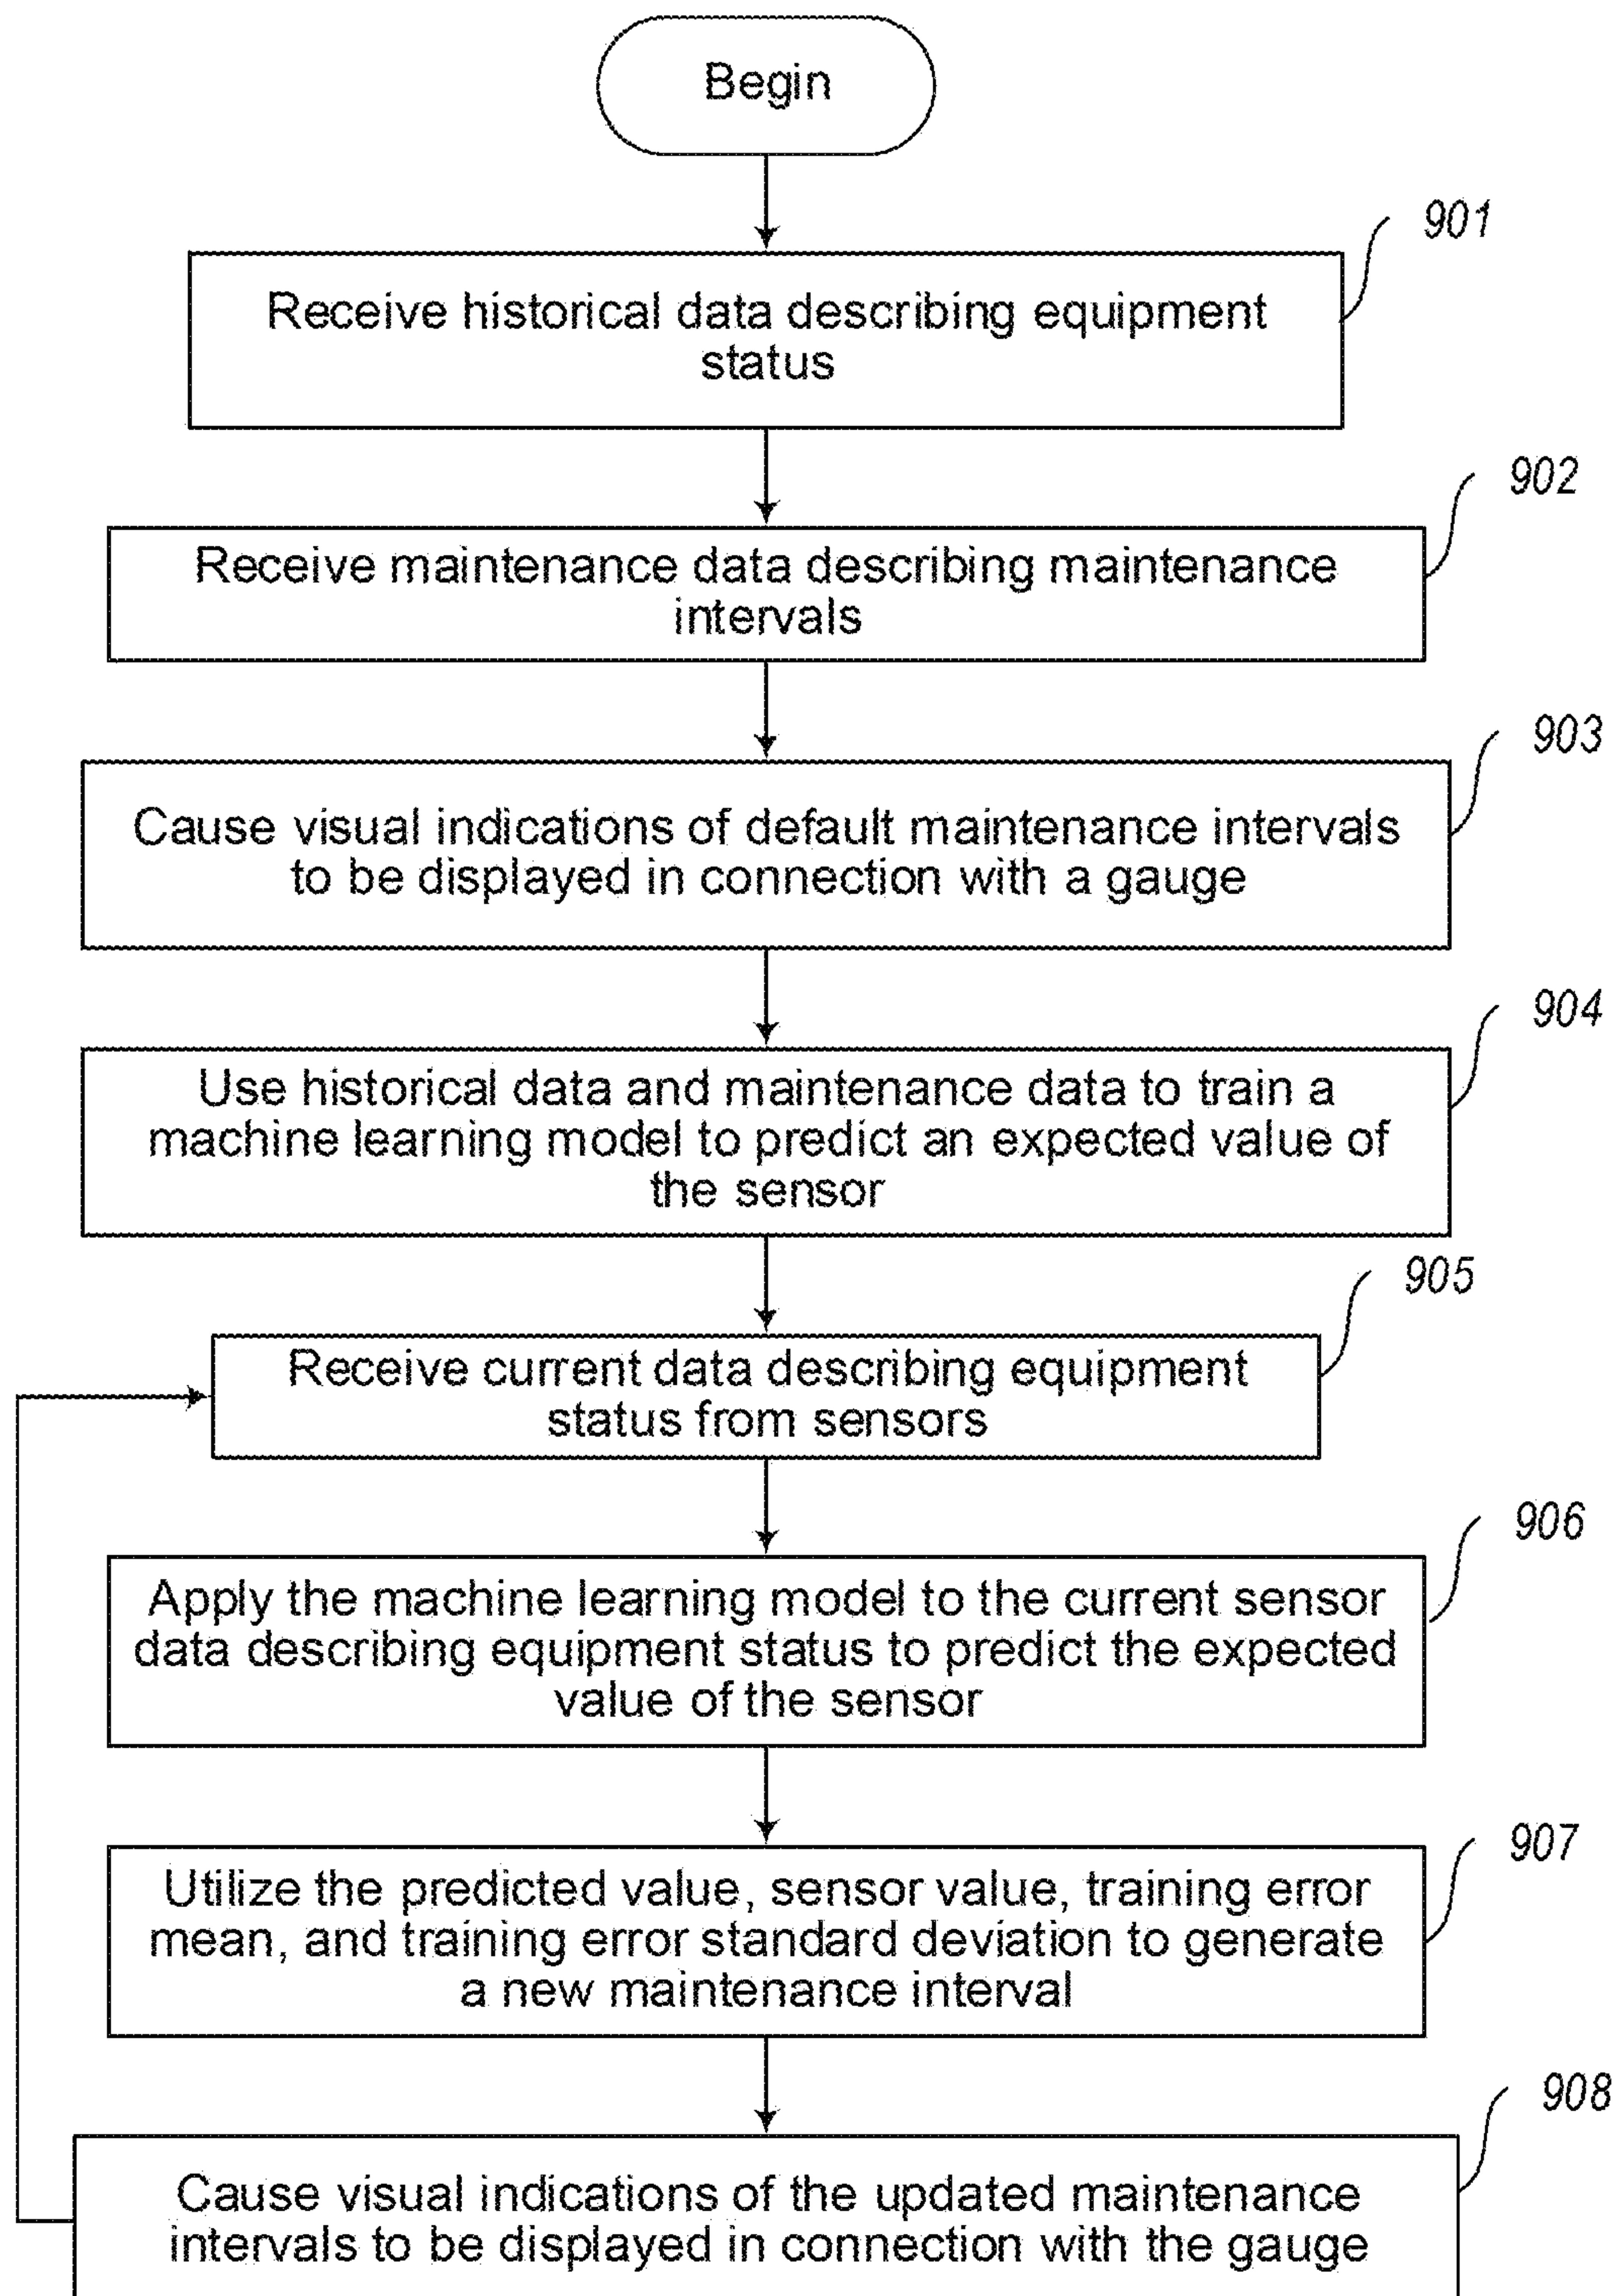 Begin
901
Receive historical data describing equipment
status
902
Receive maintenance data describing maintenance
intervals
903
Cause visual indications of default maintenance intervals
to be displayed in connection with a gauge
904
Use historical data and maintenance data to train a
machine learning model to predict an expected value of
the sensor
905
Receive current data describing equipment
status from sensors
906
Apply the machine learning model to the current sensor
data describing equipment status to predict the expected
value of the sensor
907
Utilize the predicted value, sensor value, training error
mean, and training error standard deviation to generate
a new maintenance interval
908
Cause visual indications of the updated maintenance
intervals to be displayed in connection with the gauge